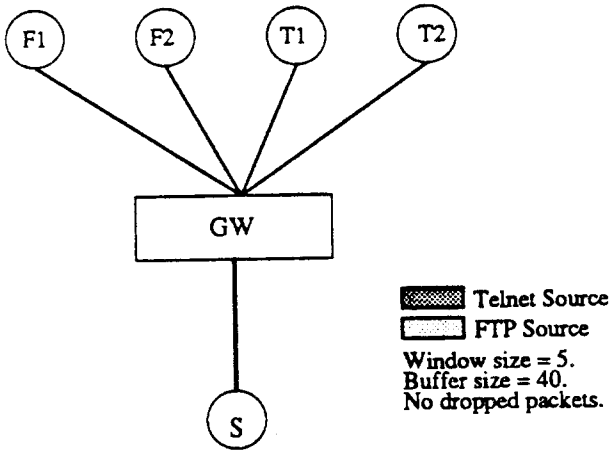 F1 F2 T1 T2
GW
Telnet Source
FTP Source
Window size = 5.
Buffer size = 40.
No dropped packets.
S